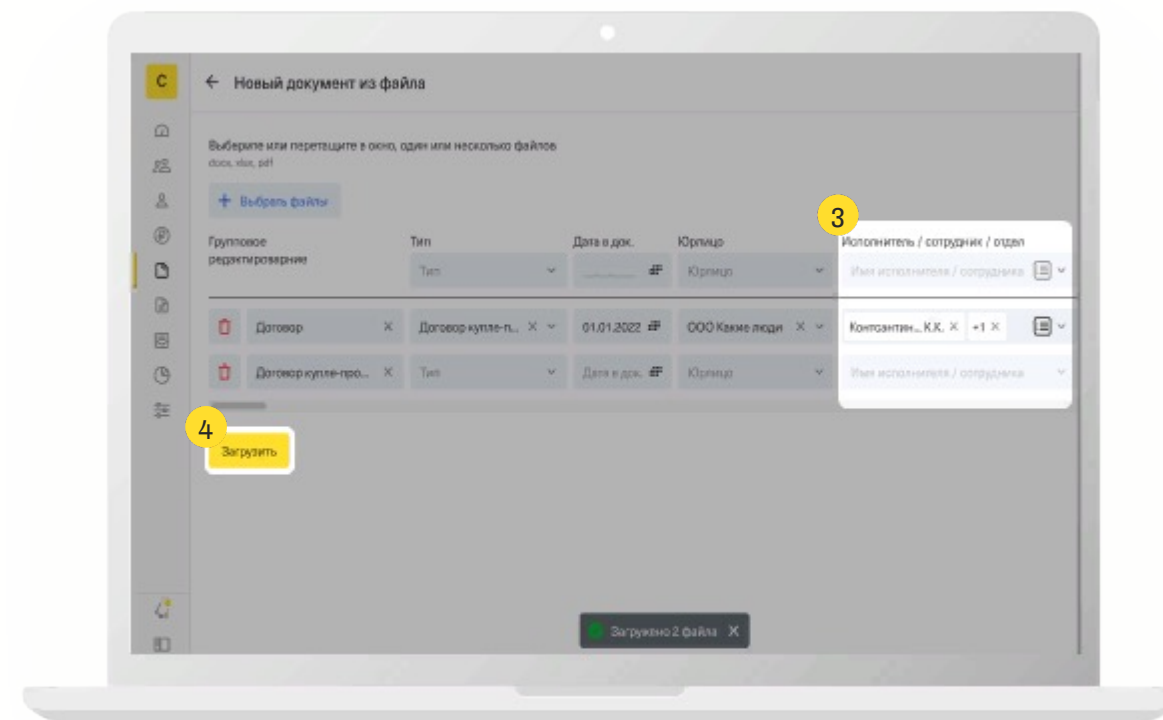 С
Новый документ из файла
Выберите или перетащите в окно, один или несколько файлов
docx, xlsx, pdf
+ Выбрать файлы
3
Групповое редактирование
Тип
Дата в док.
Юрлицо
Исполнитель / сотрудник / отдел
Тип
Юрлицо
Имя исполнителя / сотрудника
Договор
Договор купле-п...
01.01.2022
ООО Какие люди
Контсантин... К.К.
+1
Договор купле-про...
Тип
Дата в док.
Юрлицо
Имя исполнителя / сотрудника
4
Загрузить
Загружено 2 файла